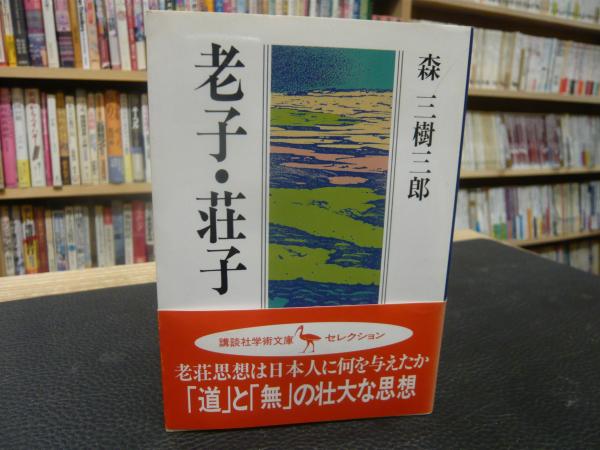 森 三樹三郎
老子・荘子
講談社学術文庫 セレクション
老荘思想は日本人に何を与えたか
「道」と「無」の壮大な思想